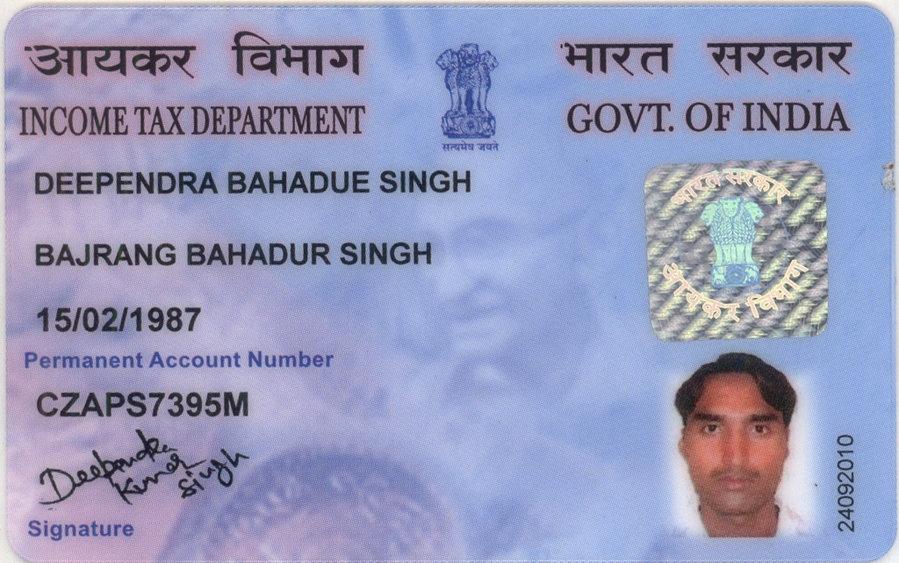 आयकर विभाग
भारत सरकार
INCOME TAX DEPARTMENT
GOVT. OF INDIA
सत्यमेव जयते
DEEPENDRA BAHADUE SINGH
BAJRANG BAHADUR SINGH
15/02/1987
Permanent Account Number
CZAPS7395M
Deependra
Kumar
Singh
Signature
भारत सरकार
आयकर विभाग
24092010